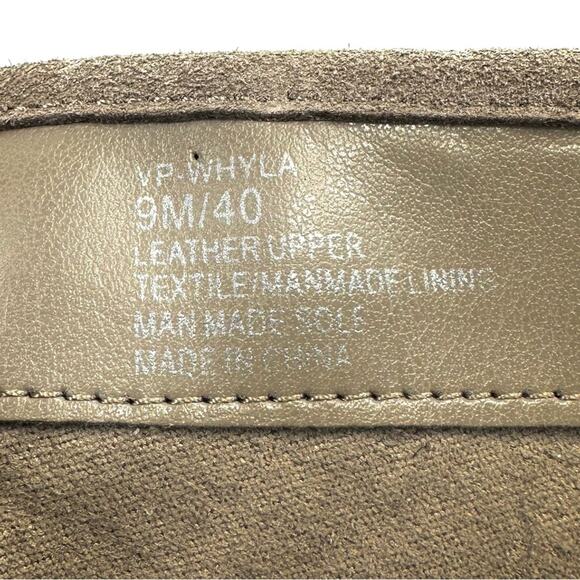 VP-WHYLA
9M/40
LEATHER UPPER
TEXTILE/MANMADE LINING
MAN MADE SOLE
MADE IN CHINA